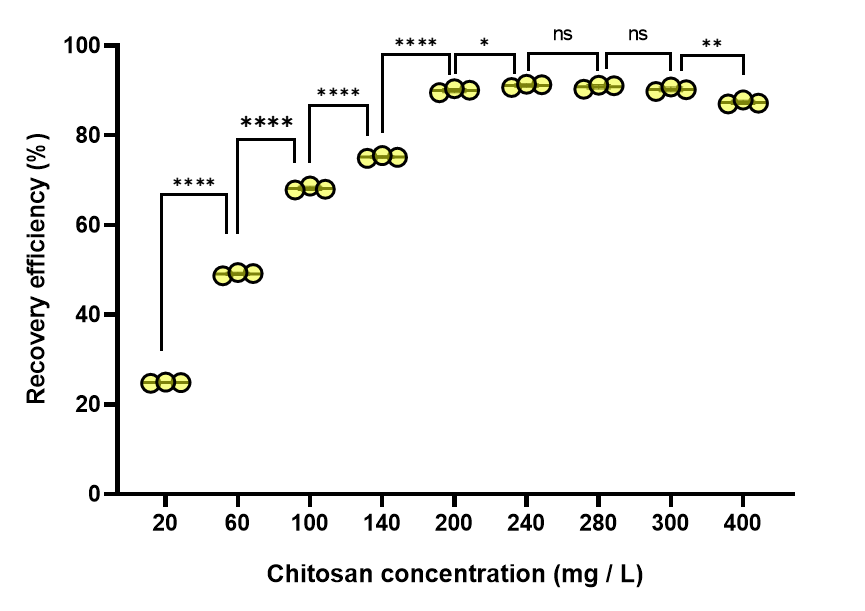 ns
ns
****
*
**
100
****
****
80
****
60
40
20
0
Recovery efficiency (%)
20 60 100 140 200 240 280 300 400
Chitosan concentration (mg / L)